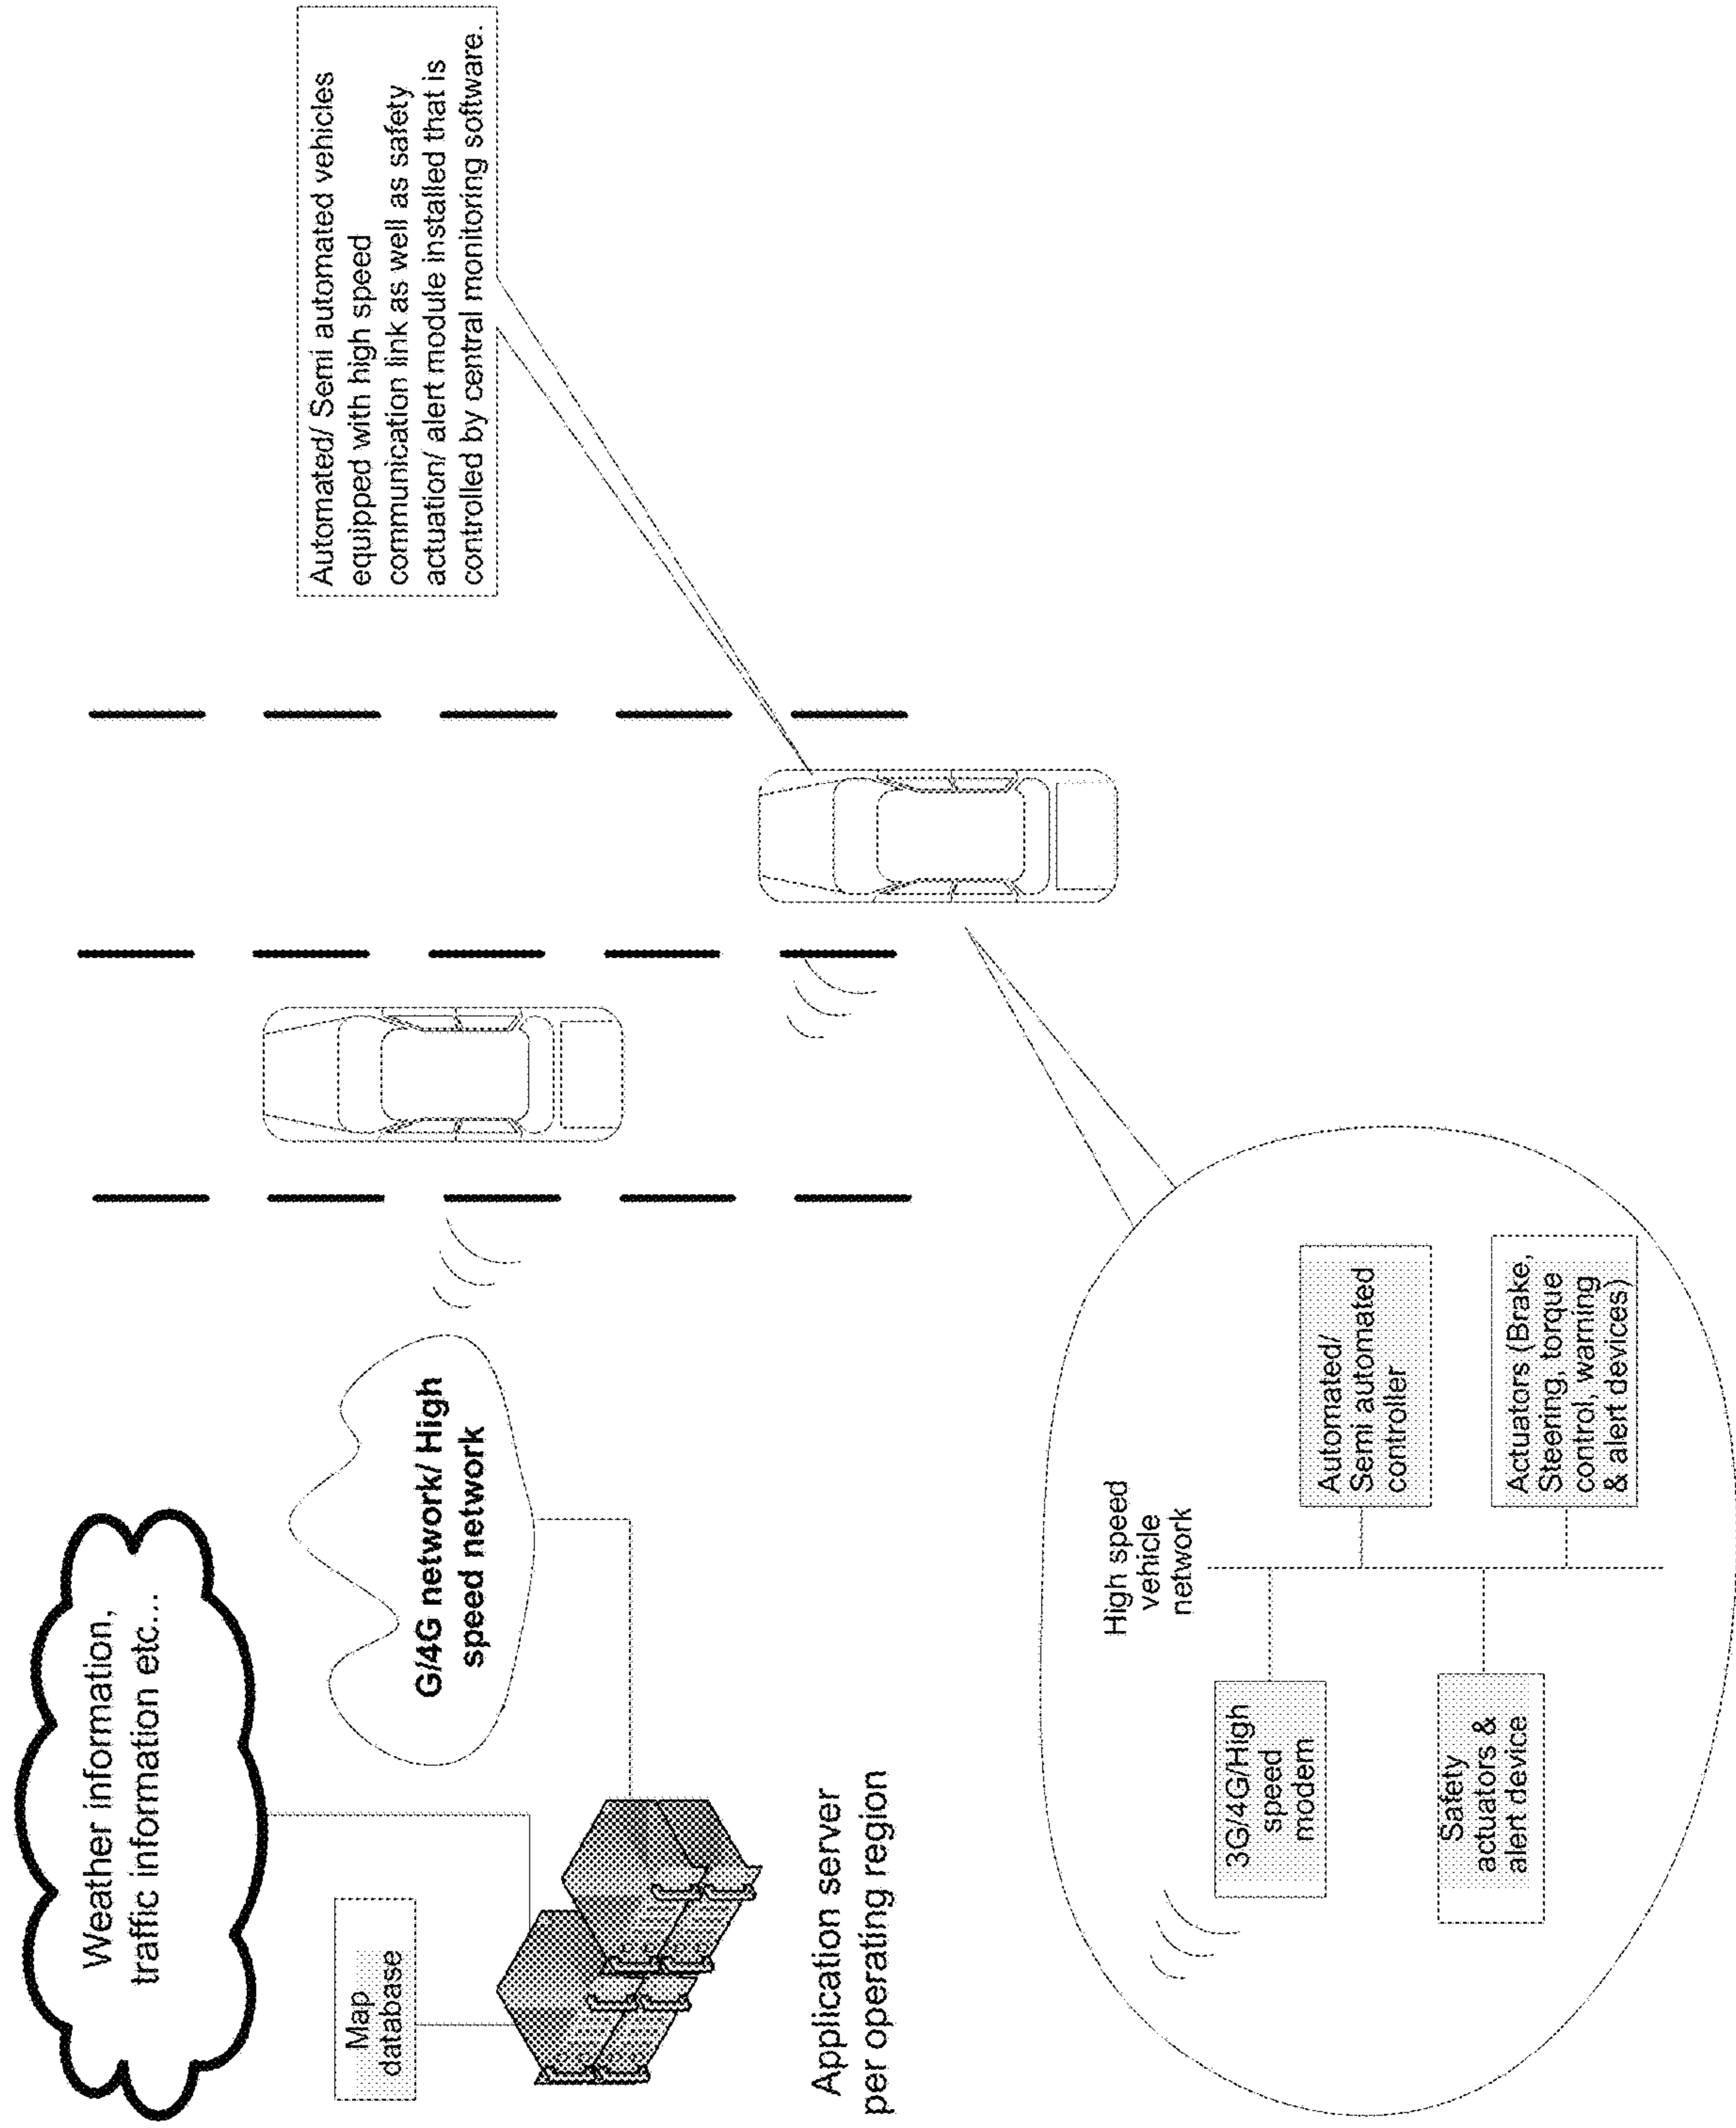 Weather information,
traffic information etc...
Map
database
G/4G network/ High
speed network
Application server
per operating region
Automated/ Semi automated vehicles
equipped with high speed
communication link as well as safety
actuation/ alert module installed that is
controlled by central monitoring software.
High speed
vehicle
network
3G/4G/High
speed
modem
Automated/
Semi automated
controller
Safety
actuators &
alert device
Actuators (Brake,
Steering, torque
control, warning
& alert devices)